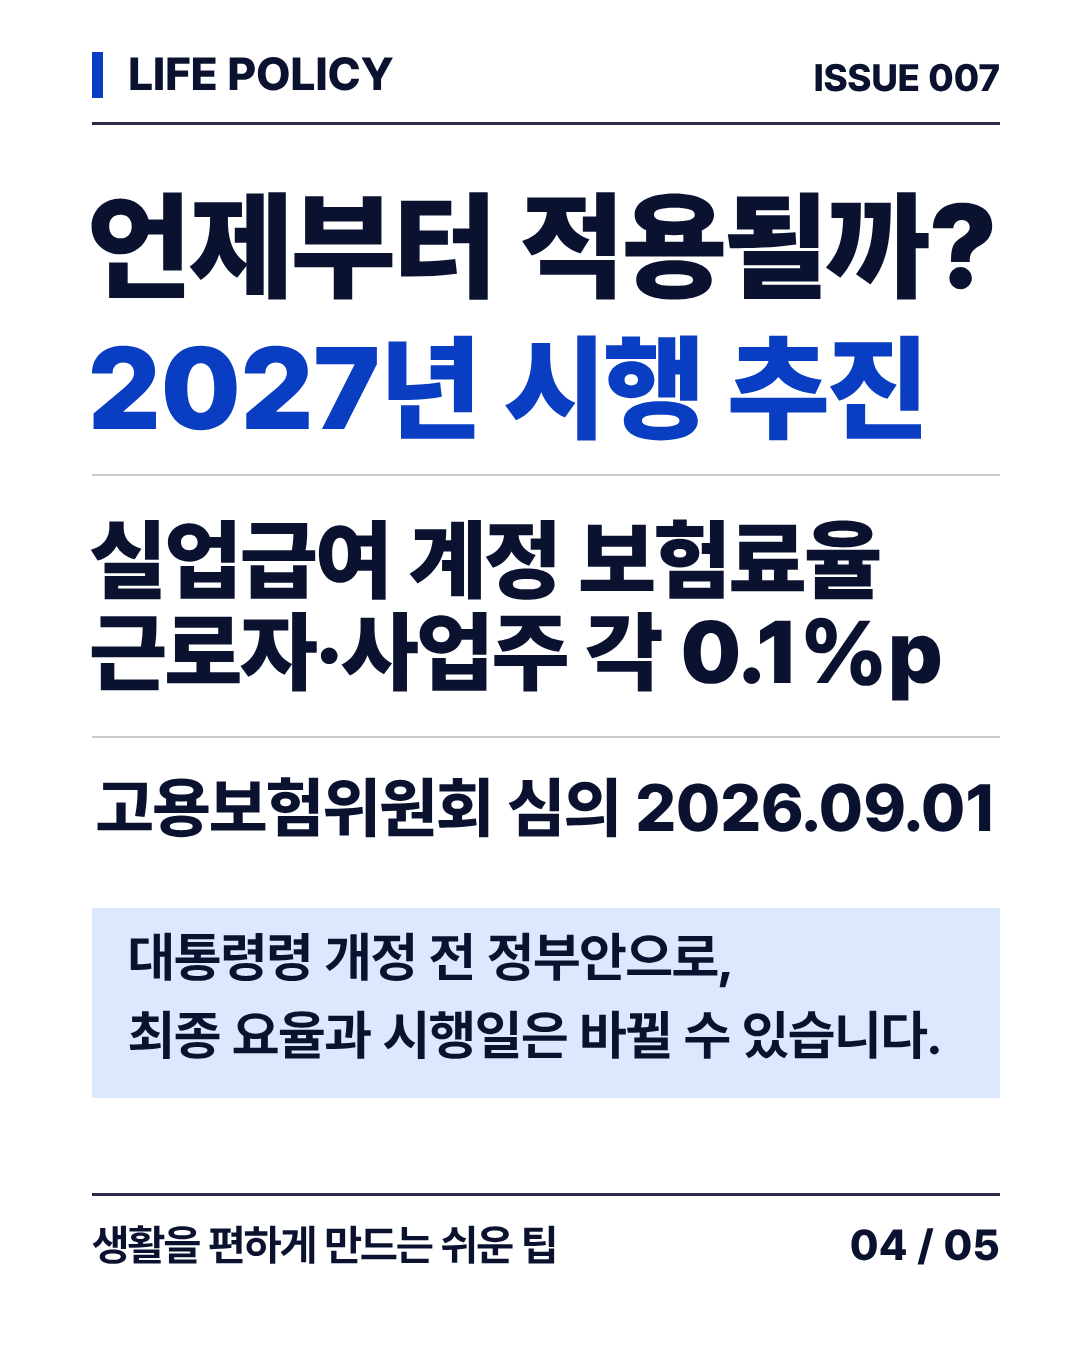 LIFE POLICY
ISSUE 007
언제부터 적용될까?
2027년 시행 추진
실업급여 계정 보험료율
근로자·사업주 각 0.1%p
고용보험위원회 심의 2026.09.01
대통령령 개정 전 정부안으로,
최종 요율과 시행일은 바뀔 수 있습니다.
생활을 편하게 만드는 쉬운 팁
04 / 05